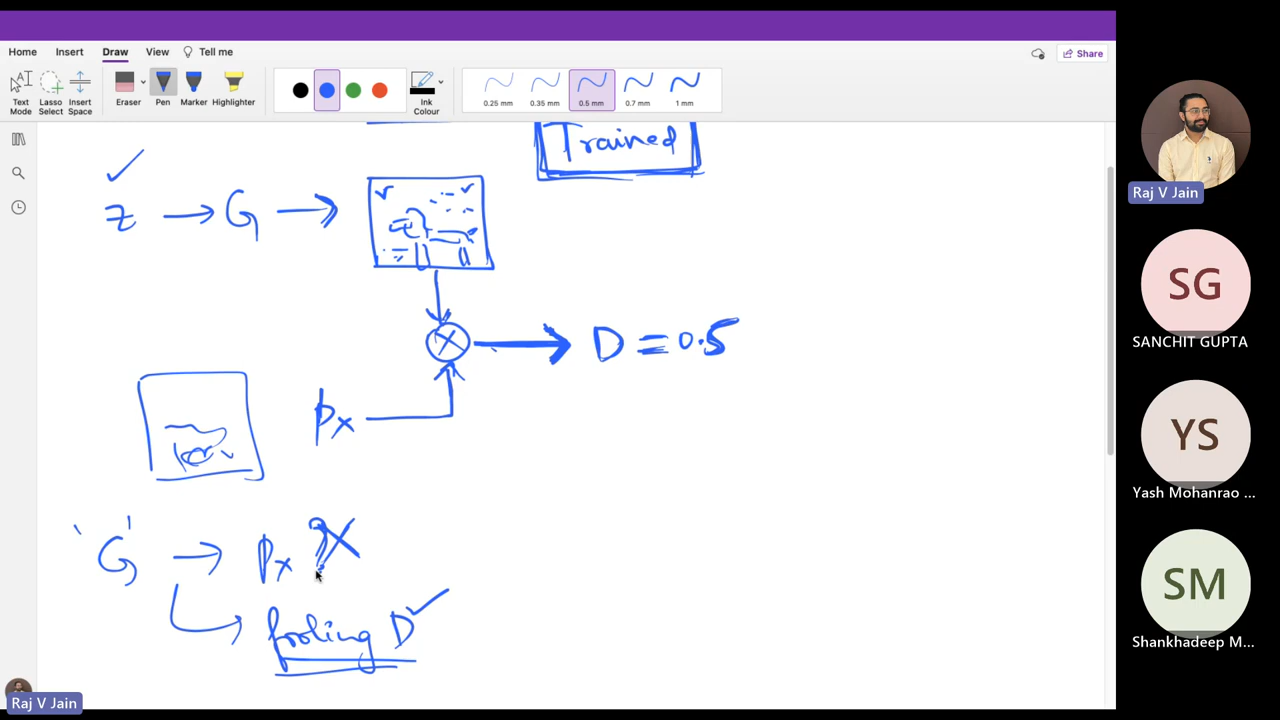 Home Insert Draw View Tell me
Share
Text Mode
Lasso Select
Insert Space
Eraser
Pen
Marker
Highlighter
0.25 mm
0.35 mm
0.5 mm
0.7 mm
1 mm
Ink Colour
Trained
z → G →
X → D = 0.5
px
'G' → px X
fooling D ✓
Raj V Jain
Raj V Jain
SG
SANCHIT GUPTA
YS
Yash Mohanrao ...
SM
Shankhadeep M...